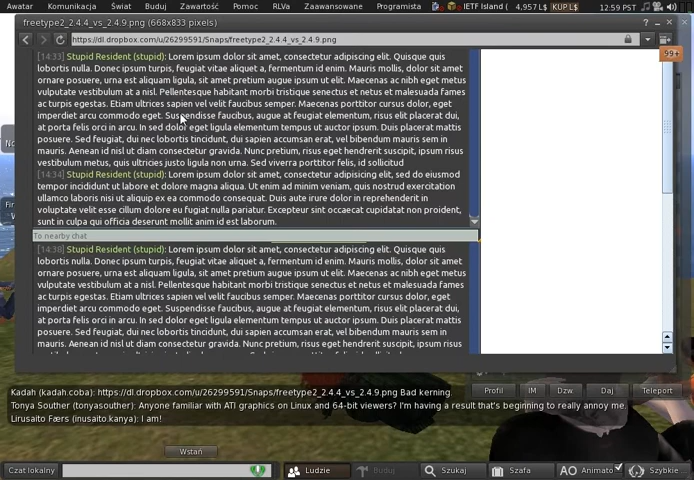 Awatar Komunikacja Świat Buduj Zawartość Pomoc RLVa Zaawansowane Programista IETF Island ( 4,957 L$ KUP L$ 12:59 PST
freetype2_2.4.4_vs_2.4.9.png (668x833 pixels)
https://dl.dropbox.com/u/26299591/Snaps/freetype2_2.4.4_vs_2.4.9.png
99+
[14:33] Stupid Resident (stupid): Lorem ipsum dolor sit amet, consectetur adipiscing elit. Quisque quis
lobortis nulla. Donec ipsum turpis, feugiat vitae aliquet a, fermentum id enim. Mauris mollis, dolor sit amet
ornare posuere, urna est aliquam ligula, sit amet pretium augue ipsum id elit. Maecenas ac nibh eget metus
vulputate vestibulum at a nisl. Pellentesque habitant morbi tristique senectus et netus et malesuada fames
ac turpis egestas. Etiam ultrices sapien vel velit faucibus semper. Maecenas porttitor cursus dolor, eget
imperdiet arcu commodo eget. Suspendisse faucibus, augue at feugiat elementum, risus elit placerat dui,
at porta felis orci in arcu. In sed dolor eget ligula elementum tempus ut auctor ipsum. Duis placerat mattis
posuere. Sed feugiat, dui nec lobortis tincidunt, dui sapien accumsan erat, vel bibendum mauris mauris at
mauris. Aenean id nisl ut diam consectetur gravida. Nunc pretium, ipsum eget hendrerit suscipit, ipsum risus
vestibulum metus, quis ultricies justo ligula non urna. Sed viverra porttitor felis, id sollicitud
[14:34] Stupid Resident (stupid): Lorem ipsum dolor sit amet, consectetur adipisicing elit, sed do eiusmod
tempor incididunt ut labore et dolore magna aliqua. Ut enim ad minim veniam, quis nostrud exercitation
ullamco laboris nisi ut aliquip ex ea commodo consequat. Duis aute irure dolor in reprehenderit in
voluptate velit esse cillum dolore eu fugiat nulla pariatur. Excepteur sint occaecat cupidatat non proident,
sunt in culpa qui officia deserunt mollit anim id est laborum.
To nearby chat
[14:38] Stupid Resident (stupid): Lorem ipsum dolor sit amet, consectetur adipiscing elit. Quisque quis
lobortis nulla. Donec ipsum turpis, feugiat vitae aliquet a, fermentum id enim. Mauris mollis, dolor sit amet
ornare posuere, urna est aliquam ligula, sit amet pretium augue ipsum id elit. Maecenas ac nibh eget metus
vulputate vestibulum at a nisl. Pellentesque habitant morbi tristique senectus et netus et malesuada fames
ac turpis egestas. Etiam ultrices sapien vel velit faucibus semper. Maecenas porttitor cursus dolor, eget
imperdiet arcu commodo eget. Suspendisse faucibus, augue at feugiat elementum, risus elit placerat dui,
at porta felis orci in arcu. In sed dolor eget ligula elementum tempus ut auctor ipsum. Duis placerat mattis
posuere. Sed feugiat, dui nec lobortis tincidunt, dui sapien accumsan erat, vel bibendum mauris mauris at
mauris. Aenean id nisl ut diam consectetur gravida. Nunc pretium, ipsum eget hendrerit suscipit, ipsum risus
Profil IM Dzw. Daj Teleport
Kadah (kadah.coba): https://dl.dropbox.com/u/26299591/Snaps/freetype2_2.4.4_vs_2.4.9.png Bad kerning.
Tonya Souther (tonyasouther): Anyone familiar with ATI graphics on Linux and 64-bit viewers? I'm having a result that's beginning to really annoy me.
Lirusaito Færs (inusaito.kanya): I am!
Wstań
Czat lokalny Ludzie Buduj Szukaj Szafa AO Animato Szybkie ...